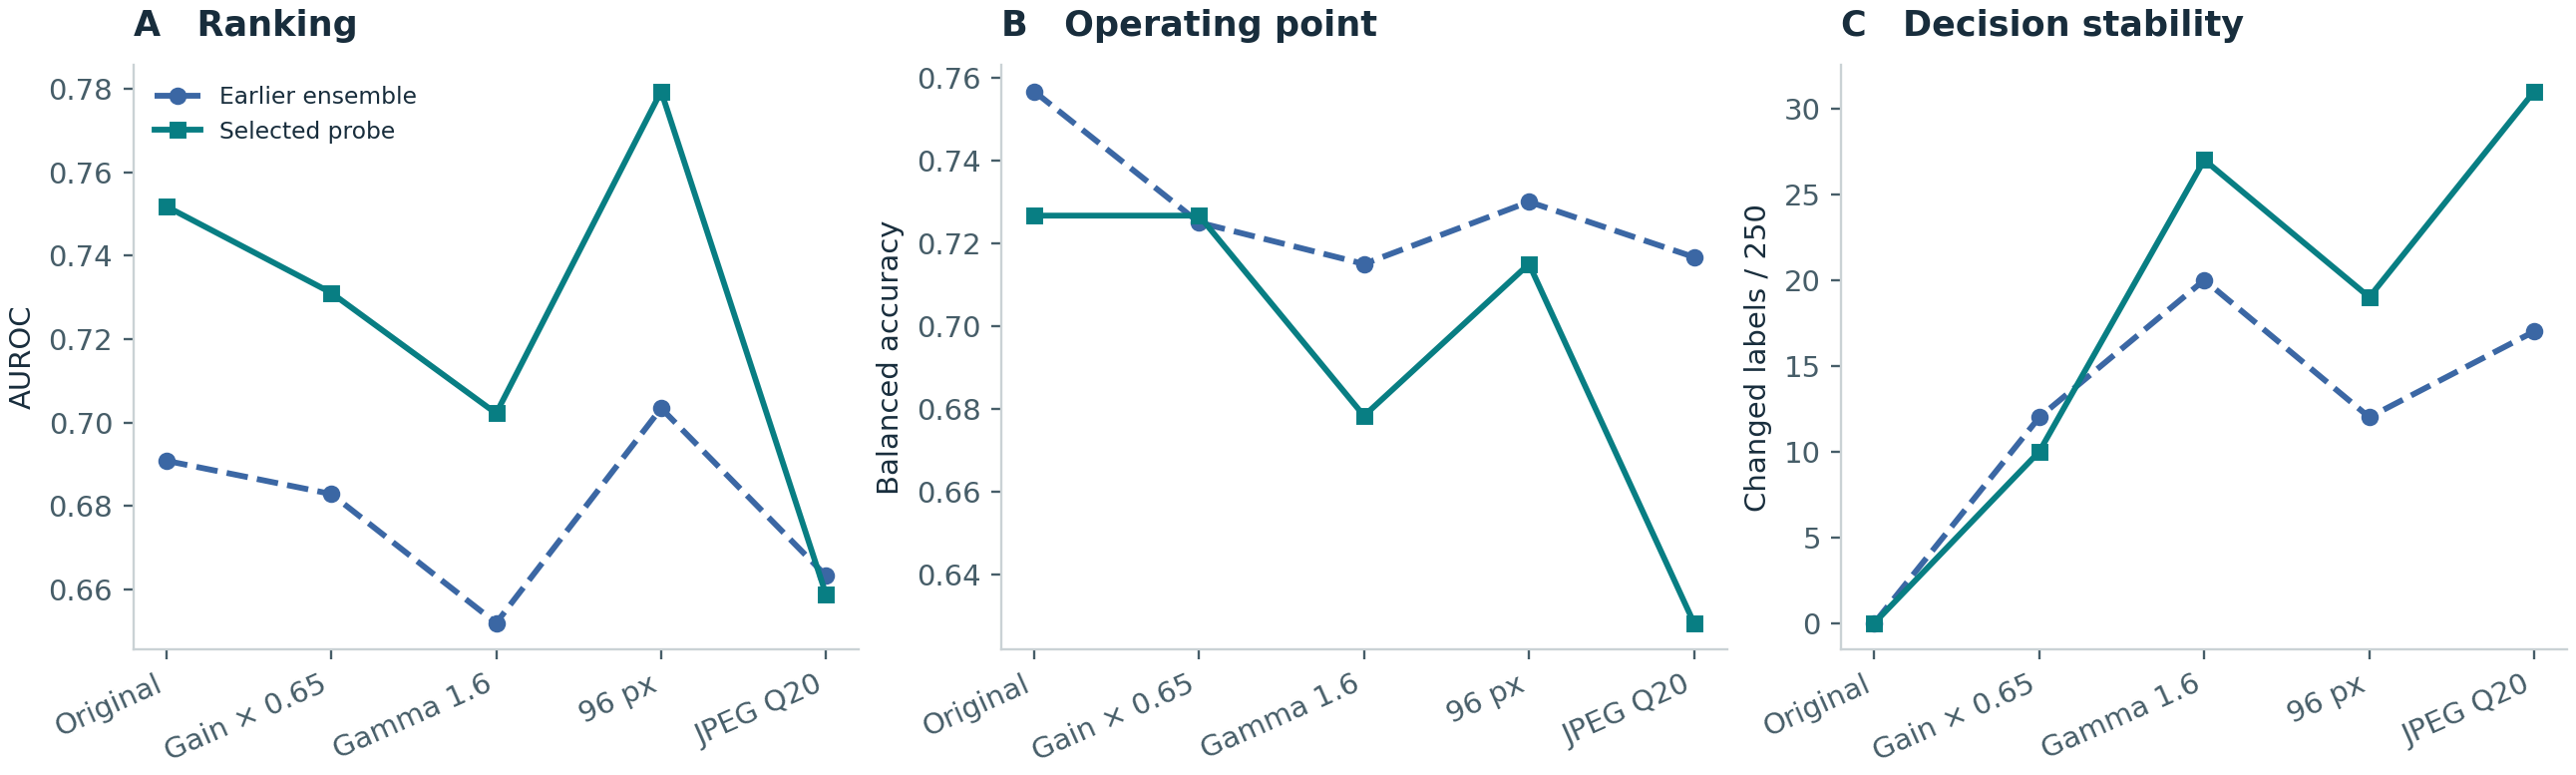 A Ranking
AUROC
0.78
0.76
0.74
0.72
0.70
0.68
0.66
Earlier ensemble
Selected probe
Original
Gain × 0.65
Gamma 1.6
96 px
JPEG Q20
B Operating point
Balanced accuracy
0.76
0.74
0.72
0.70
0.68
0.66
0.64
Original
Gain × 0.65
Gamma 1.6
96 px
JPEG Q20
C Decision stability
Changed labels / 250
30
25
20
15
10
5
0
Original
Gain × 0.65
Gamma 1.6
96 px
JPEG Q20